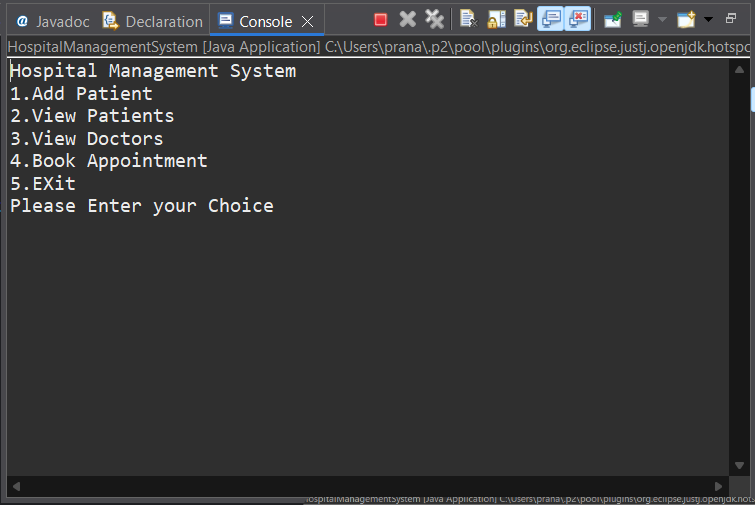 @ Javadoc Declaration Console
HospitalManagementSystem [Java Application] C:\Users\prana\.p2\pool\plugins\org.eclipse.justj.openjdk.hotspo
Hospital Management System
1.Add Patient
2.View Patients
3.View Doctors
4.Book Appointment
5.EXit
Please Enter your Choice
HospitalManagementSystem [Java Application] C:\Users\prana\.p2\pool\plugins\org.eclipse.justj.openjdk.hots